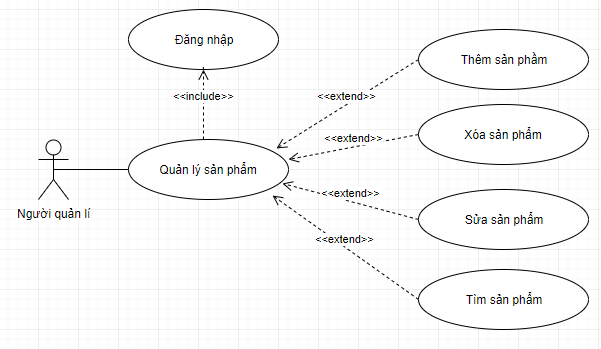 Đăng nhập
<<include>>
Thêm sản phầm
<<extend>>
Xóa sản phẩm
<<extend>>
Quản lý sản phẩm
Người quản lí
<<extend>>
Sửa sản phẩm
<<extend>>
Tìm sản phẩm